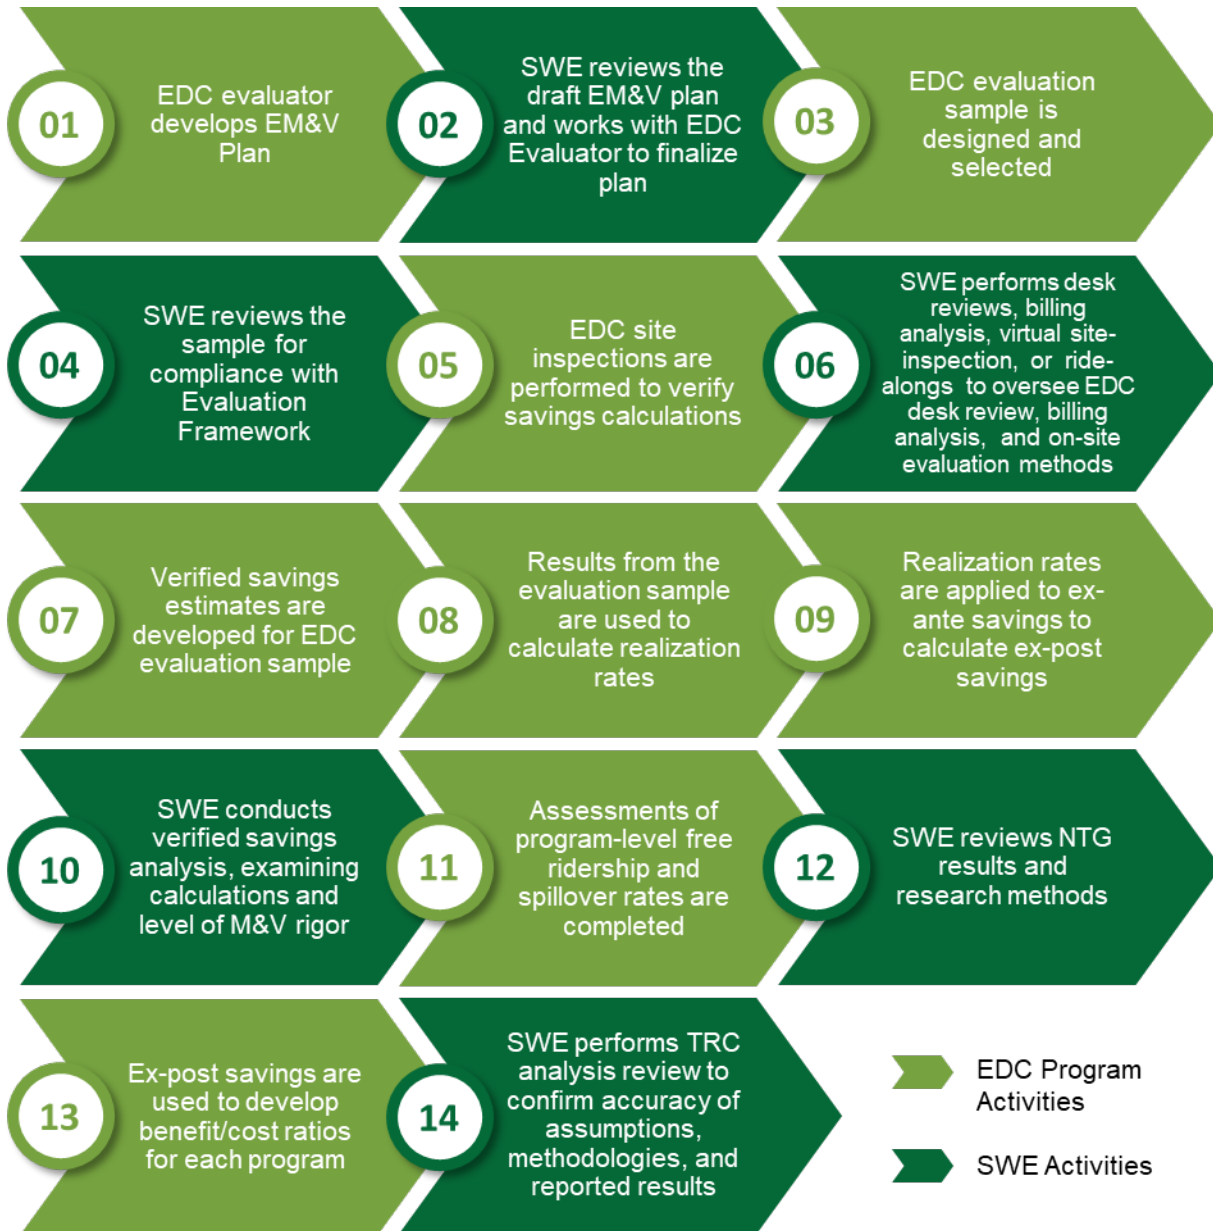 01
EDC evaluator
develops EM&V
Plan
02
SWE reviews the
draft EM&V plan
and works with EDC
Evaluator to finalize
plan
03
EDC evaluation
sample is
designed and
selected
04
SWE reviews the
sample for
compliance with
Evaluation
Framework
05
EDC site
inspections are
performed to verify
savings calculations
06
SWE performs desk
reviews, billing
analysis, virtual site-
inspection, or ride-
alongs to oversee EDC
desk review, billing
analysis, and on-site
evaluation methods
07
Verified savings
estimates are
developed for EDC
evaluation sample
08
Results from the
evaluation sample
are used to
calculate realization
rates
09
Realization rates
are applied to ex-
ante savings to
calculate ex-post
savings
10
SWE conducts
verified savings
analysis, examining
calculations and
level of M&V rigor
11
Assessments of
program-level free
ridership and
spillover rates are
completed
12
SWE reviews NTG
results and
research methods
13
Ex-post savings are
used to develop
benefit/cost ratios
for each program
14
SWE performs TRC
analysis review to
confirm accuracy of
assumptions,
methodologies, and
reported results
EDC Program
Activities
SWE Activities